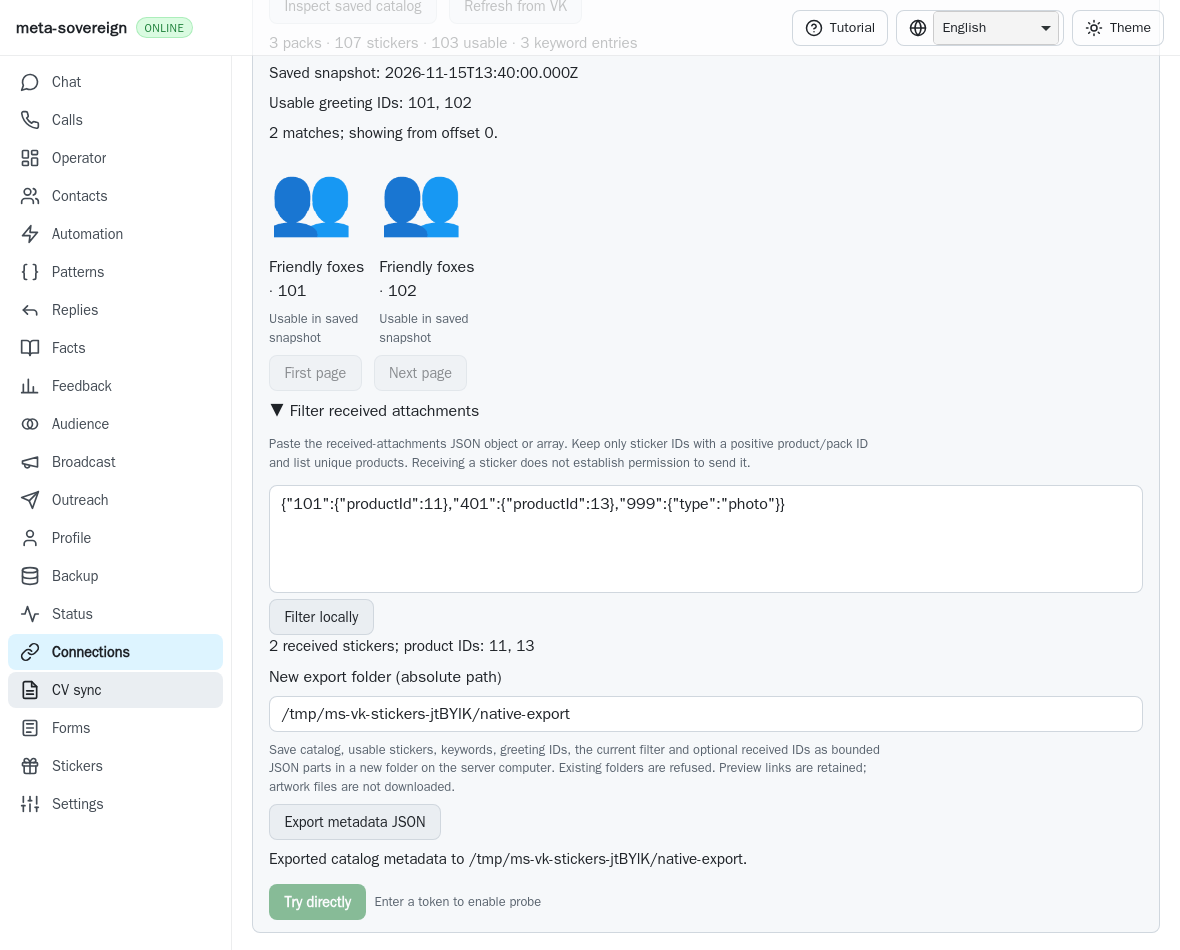 meta-sovereign ONLINE
Inspect saved catalog Refresh from VK
Tutorial English Theme
3 packs · 107 stickers · 103 usable · 3 keyword entries
Chat
Calls
Operator
Contacts
Automation
Patterns
Replies
Facts
Feedback
Audience
Broadcast
Outreach
Profile
Backup
Status
Connections
CV sync
Forms
Stickers
Settings
Saved snapshot: 2026-11-15T13:40:00.000Z
Usable greeting IDs: 101, 102
2 matches; showing from offset 0.
Friendly foxes
· 101
Usable in saved
snapshot
Friendly foxes
· 102
Usable in saved
snapshot
First page Next page
▼ Filter received attachments
Paste the received-attachments JSON object or array. Keep only sticker IDs with a positive product/pack ID
and list unique products. Receiving a sticker does not establish permission to send it.
{"101":{"productId":11},"401":{"productId":13},"999":{"type":"photo"}}
Filter locally
2 received stickers; product IDs: 11, 13
New export folder (absolute path)
/tmp/ms-vk-stickers-jtBYlK/native-export
Save catalog, usable stickers, keywords, greeting IDs, the current filter and optional received IDs as bounded
JSON parts in a new folder on the server computer. Existing folders are refused. Preview links are retained;
artwork files are not downloaded.
Export metadata JSON
Exported catalog metadata to /tmp/ms-vk-stickers-jtBYlK/native-export.
Try directly Enter a token to enable probe